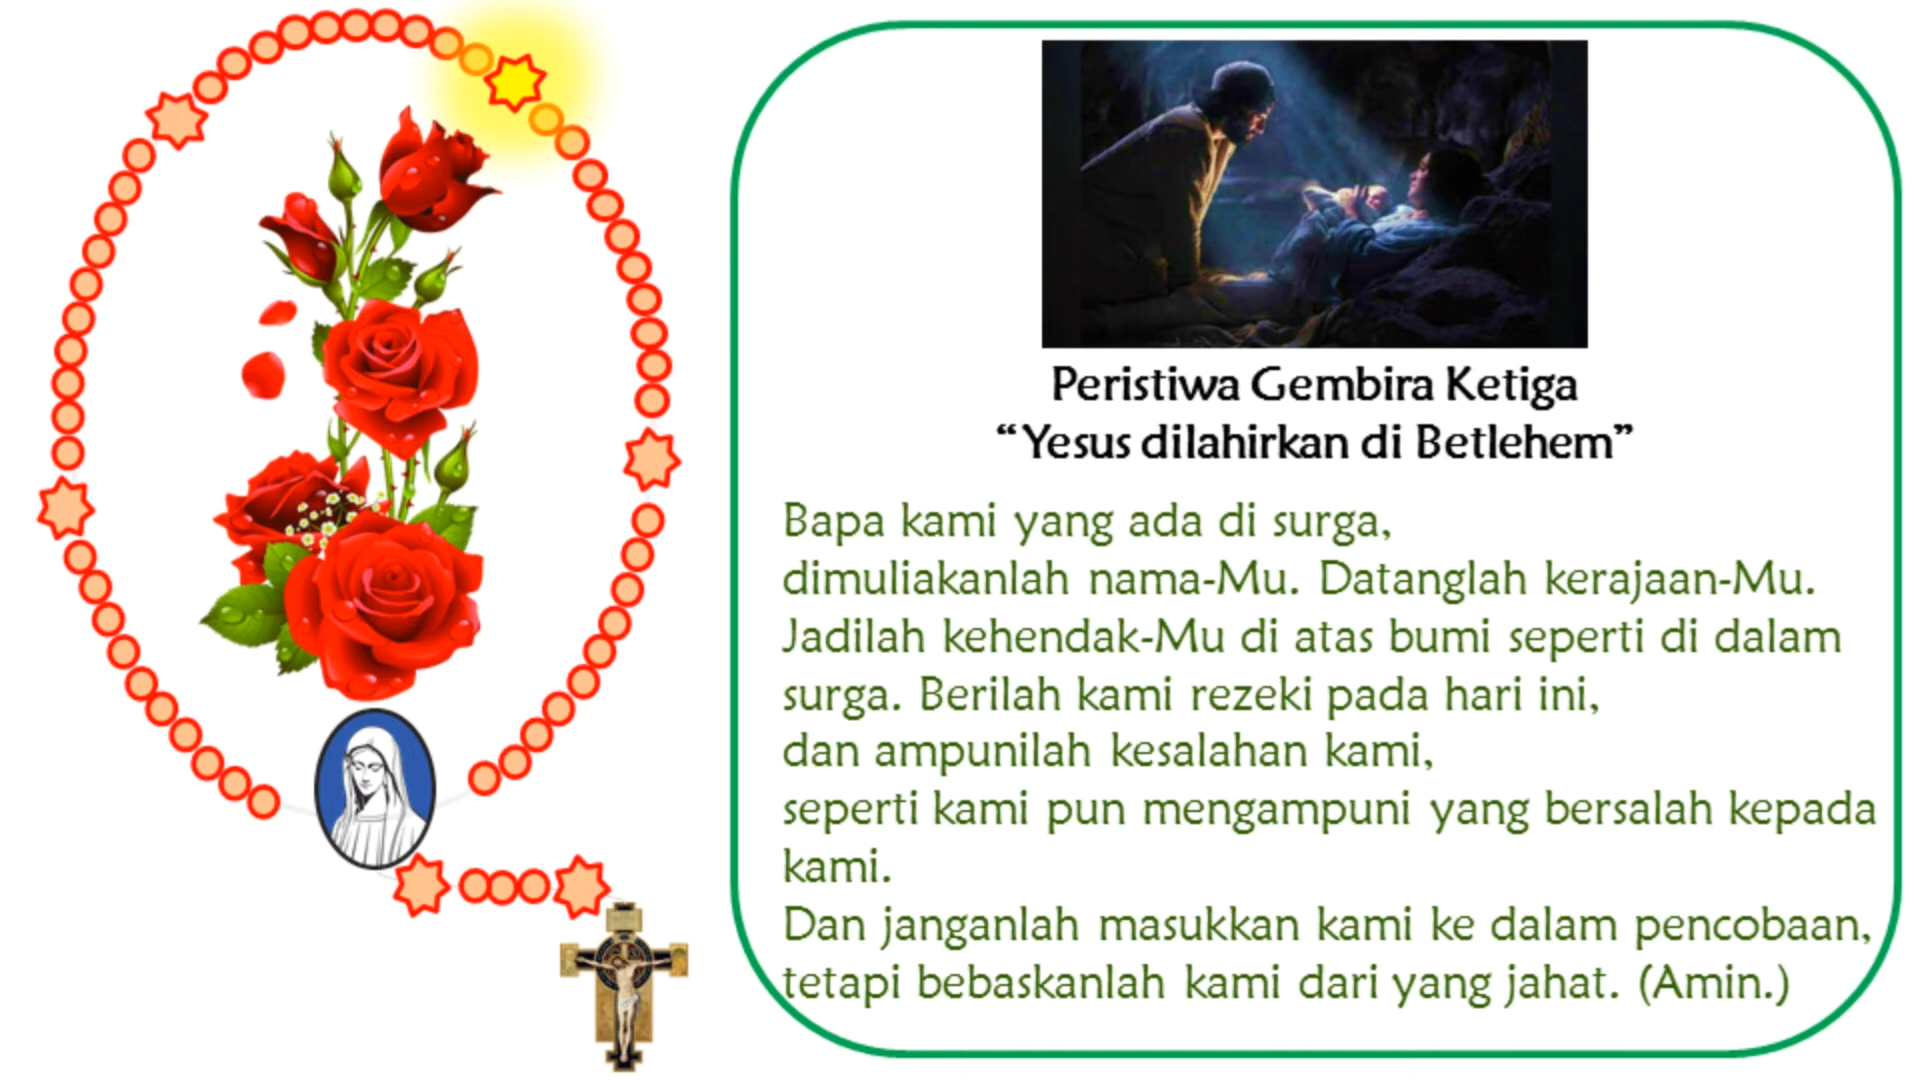 Peristiwa Gembira Ketiga
“Yesus dilahirkan di Betlehem”
Bapa kami yang ada di surga,
dimuliakanlah nama-Mu. Datanglah kerajaan-Mu.
Jadilah kehendak-Mu di atas bumi seperti di dalam
surga. Berilah kami rezeki pada hari ini,
dan ampunilah kesalahan kami,
seperti kami pun mengampuni yang bersalah kepada
kami.
Dan janganlah masukkan kami ke dalam pencobaan,
tetapi bebaskanlah kami dari yang jahat. (Amin.)